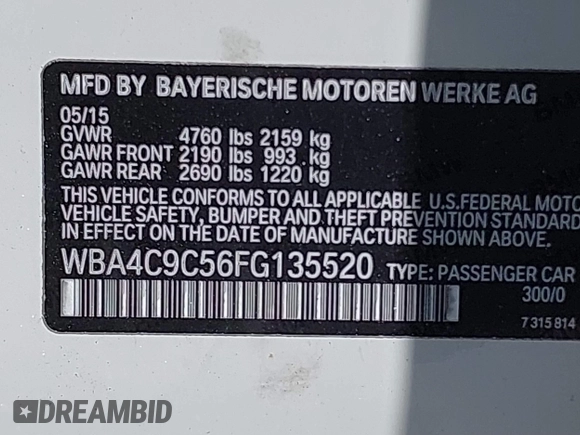 MFD BY BAYERISCHE MOTOREN WERKE AG
05/15
GVWR 4760 lbs 2159 kg
GAWR FRONT 2190 lbs 993 kg
GAWR REAR 2690 lbs 1220 kg
THIS VEHICLE CONFORMS TO ALL APPLICABLE U.S.FEDERAL MOTO
VEHICLE SAFETY, BUMPER AND THEFT PREVENTION STANDARD
IN EFFECT ON THE DATE OF MANUFACTURE SHOWN ABOVE.
WBA4C9C56FG135520 TYPE: PASSENGER CAR
300/0
7 315 814
DREAMBID